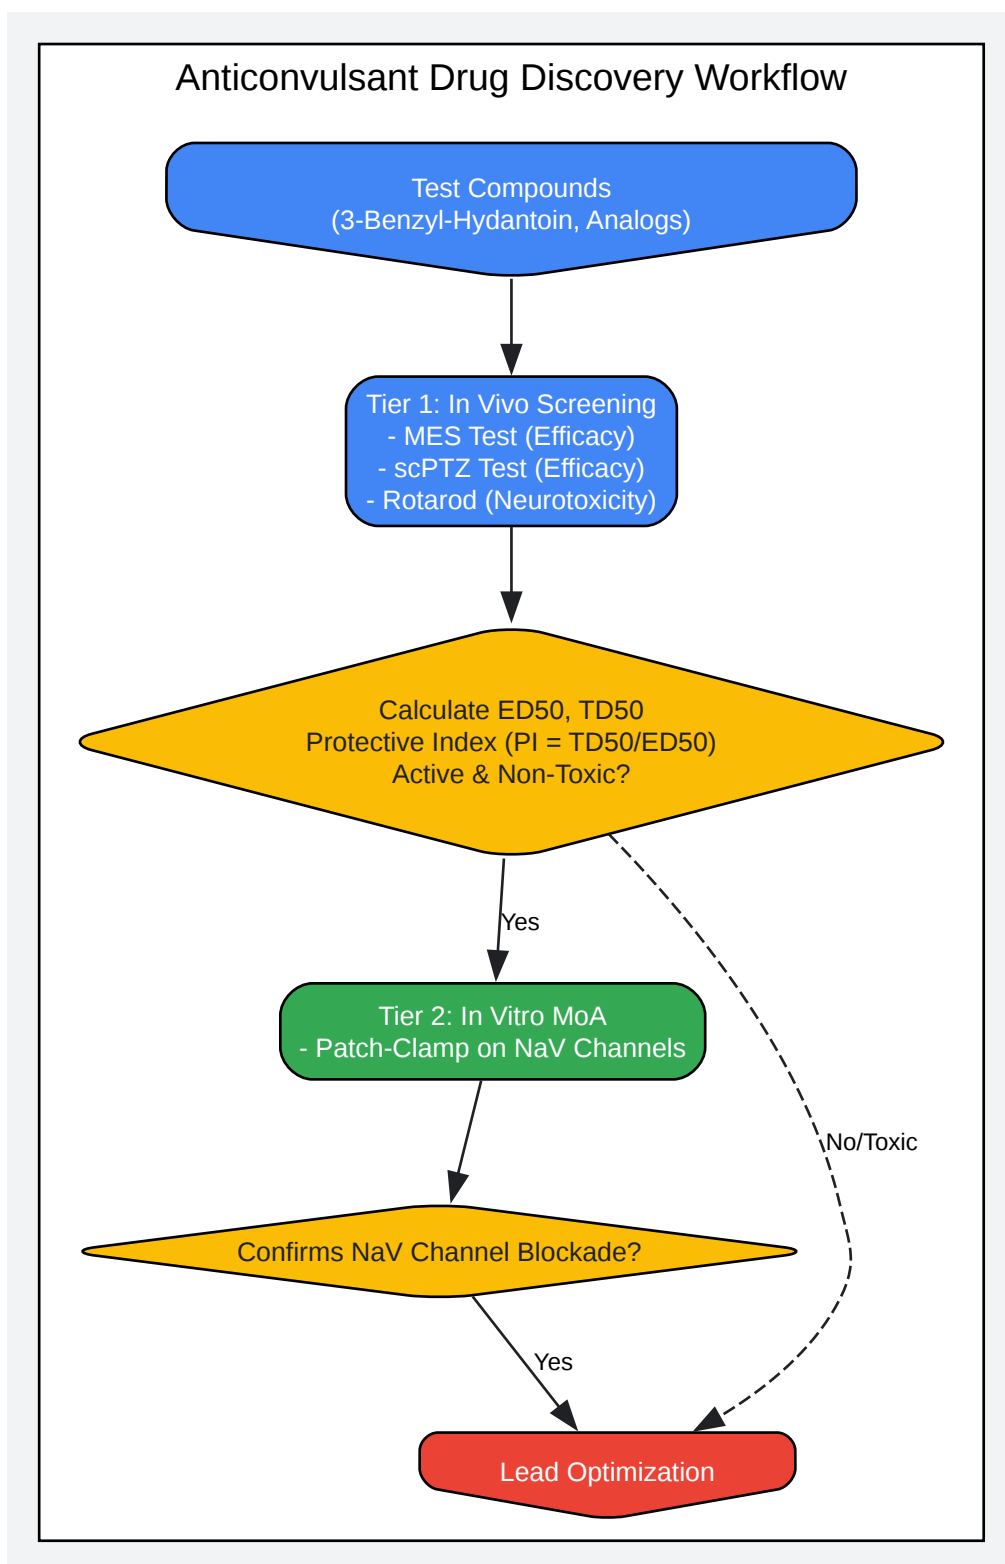 Anticonvulsant Drug Discovery Workflow
Test Compounds
(3-Benzyl-Hydantoin, Analogs)
Tier 1: In Vivo Screening
- MES Test (Efficacy)
- scPTZ Test (Efficacy)
- Rotarod (Neurotoxicity)
Calculate ED50, TD50
Protective Index (PI = TD50/ED50)
Active & Non-Toxic?
Yes
Tier 2: In Vitro MoA
- Patch-Clamp on NaV Channels
No/Toxic
Confirms NaV Channel Blockade?
Yes
Lead Optimization